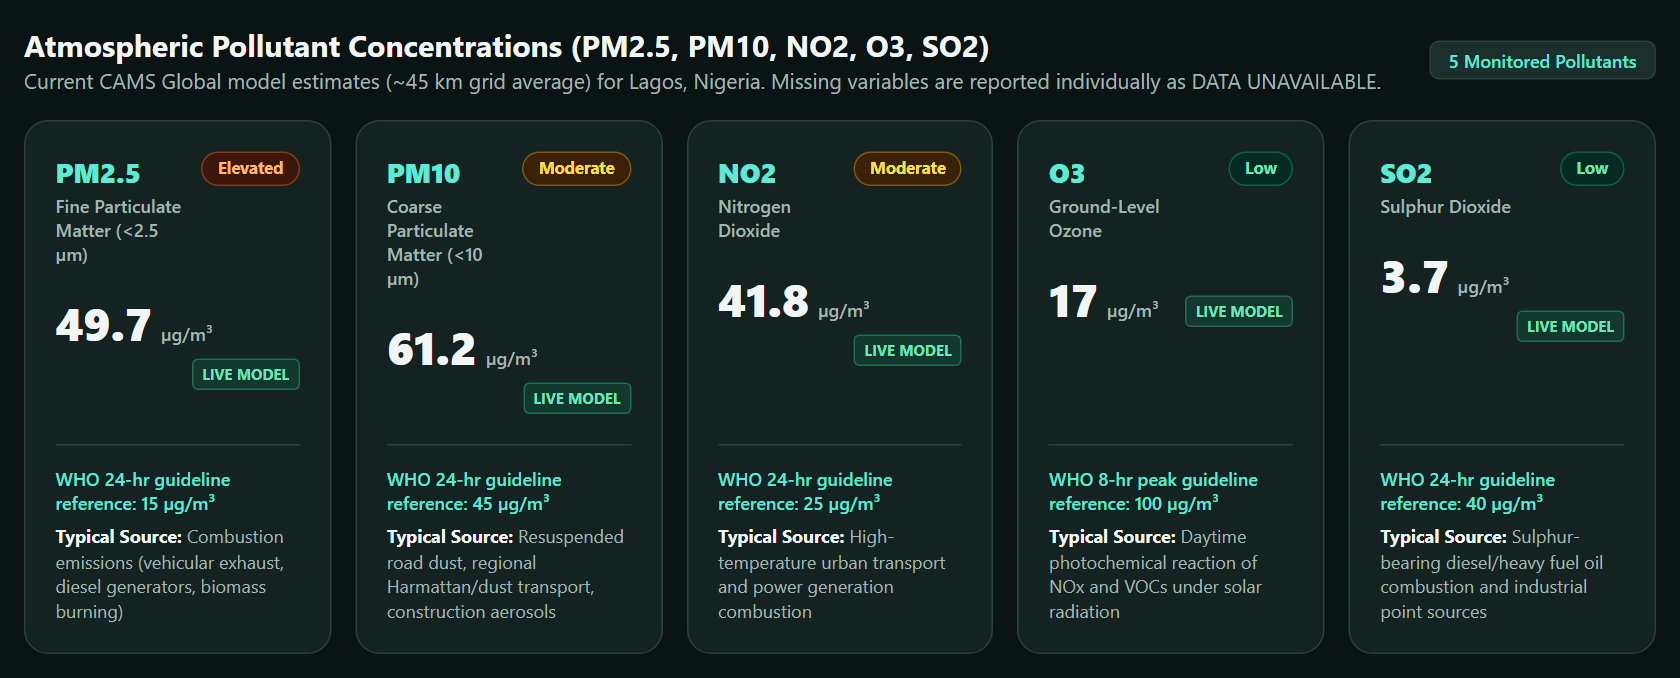 Atmospheric Pollutant Concentrations (PM2.5, PM10, NO2, O3, SO2)
Current CAMS Global model estimates (~45 km grid average) for Lagos, Nigeria. Missing variables are reported individually as DATA UNAVAILABLE.
5 Monitored Pollutants
PM2.5
Elevated
Fine Particulate
Matter (<2.5
µm)
49.7 µg/m³
LIVE MODEL
WHO 24-hr guideline
reference: 15 µg/m³
Typical Source: Combustion
emissions (vehicular exhaust,
diesel generators, biomass
burning)
PM10
Moderate
Coarse
Particulate
Matter (<10
µm)
61.2 µg/m³
LIVE MODEL
WHO 24-hr guideline
reference: 45 µg/m³
Typical Source: Resuspended
road dust, regional
Harmattan/dust transport,
construction aerosols
NO2
Moderate
Nitrogen
Dioxide
41.8 µg/m³
LIVE MODEL
WHO 24-hr guideline
reference: 25 µg/m³
Typical Source: High-
temperature urban transport
and power generation
combustion
O3
Low
Ground-Level
Ozone
17 µg/m³
LIVE MODEL
WHO 8-hr peak guideline
reference: 100 µg/m³
Typical Source: Daytime
photochemical reaction of
NOx and VOCs under solar
radiation
SO2
Low
Sulphur Dioxide
3.7 µg/m³
LIVE MODEL
WHO 24-hr guideline
reference: 40 µg/m³
Typical Source: Sulphur-
bearing diesel/heavy fuel oil
combustion and industrial
point sources